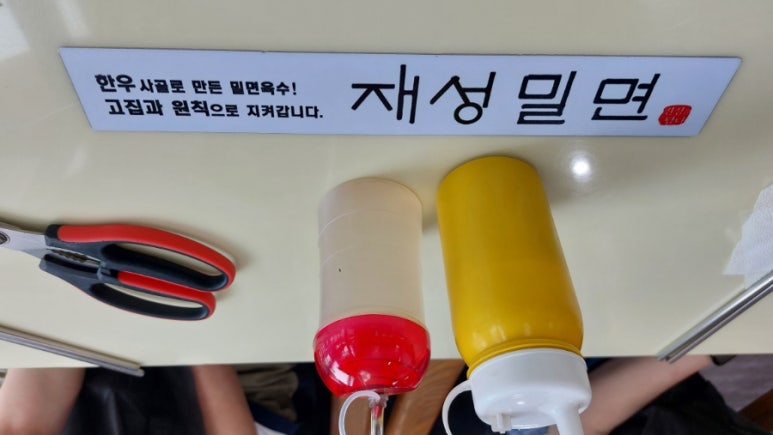 한우 사골로 만든 밀면육수!
고집과 원칙으로 지켜갑니다.
재성밀면